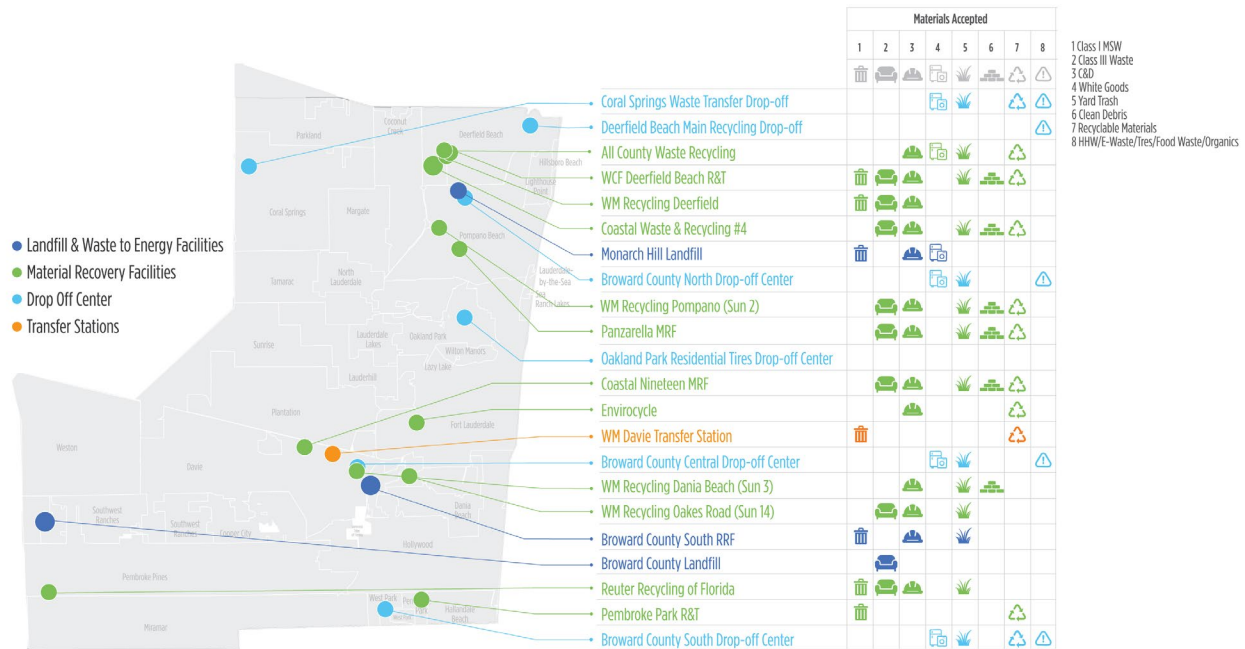 Materials Accepted
1 2 3 4 5 6 7 8
1 Class I MSW
2 Class III Waste
3 C&D
4 White Goods
5 Yard Trash
6 Clean Debris
7 Recyclable Materials
8 HHW/E-Waste/Tres/Food Waste/Organics
Coral Springs Waste Transfer Drop-off
Deerfield Beach Main Recycling Drop-off
All County Waste Recycling
WCF Deerfield Beach R&T
WM Recycling Deerfield
Coastal Waste & Recycling #4
Monarch Hill Landfill
Broward County North Drop-off Center
WM Recycling Pompano (Sun 2)
Panzarella MRF
Oakland Park Residential Tires Drop-off Center
Coastal Nineteen MRF
Envirocycle
WM Davie Transfer Station
Broward County Central Drop-off Center
WM Recycling Dania Beach (Sun 3)
WM Recycling Oakes Road (Sun 14)
Broward County South RRF
Broward County Landfill
Reuter Recycling of Florida
Pembroke Park R&T
Broward County South Drop-off Center
Landfill & Waste to Energy Facilities
Material Recovery Facilities
Drop Off Center
Transfer Stations
Parkland
Coconut
Creek
Deerfield Beach
Hillsboro Beach
Lighthouse
Point
Coral Springs
Margate
Pompano Beach
Tamarac
North
Lauderdale
Lauderdale-
by-the-Sea
Sea
Ranch Lakes
Sunrise
Lauderdale
Lakes
Oakland Park
Wilton Manors
Lazy Lake
Lauderhill
Plantation
Fort Lauderdale
Weston
Davie
Southwest
Ranches
Southwest
Ranches
Cooper City
Dania
Beach
Hollywood
Pembroke Pines
West Park
Park
Hallandale
Beach
Miramar